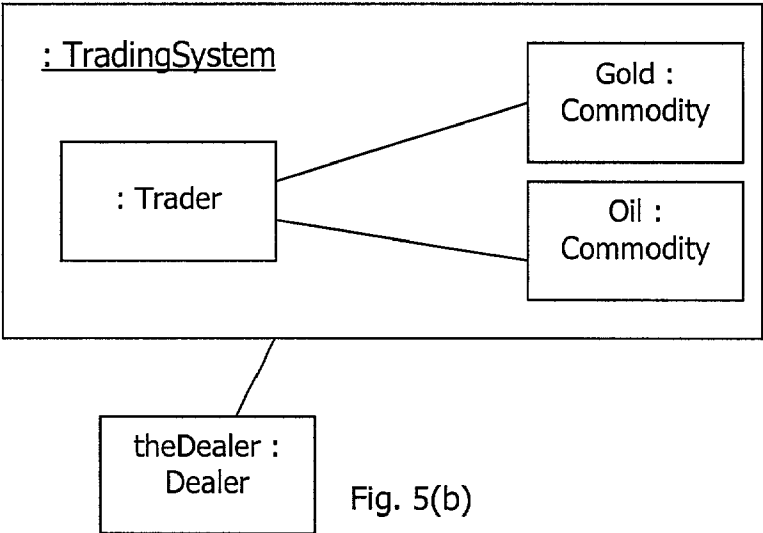 : TradingSystem
Gold :
Commodity
: Trader
Oil :
Commodity
theDealer :
Dealer
Fig. 5(b)